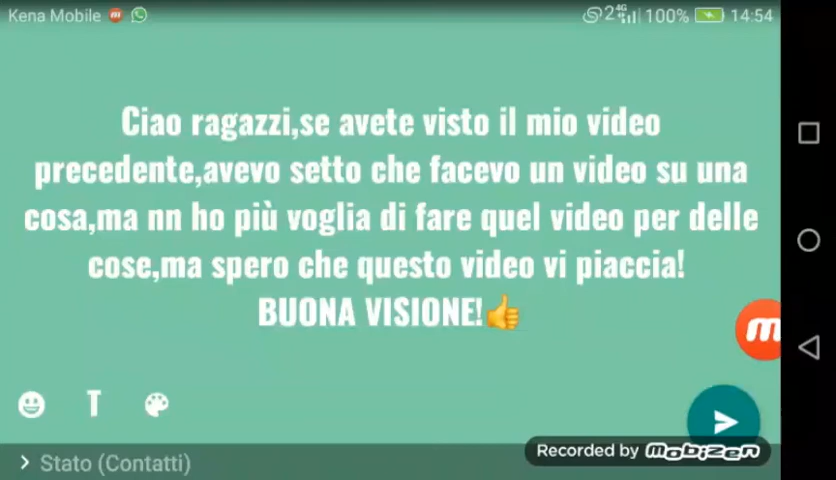 Kena Mobile
2 4G 100% 14:54
Ciao ragazzi,se avete visto il mio video
precedente,avevo setto che facevo un video su una
cosa,ma nn ho più voglia di fare quel video per delle
cose,ma spero che questo video vi piaccia!
BUONA VISIONE!👍
m
T
Stato (Contatti)
Recorded by mobizen